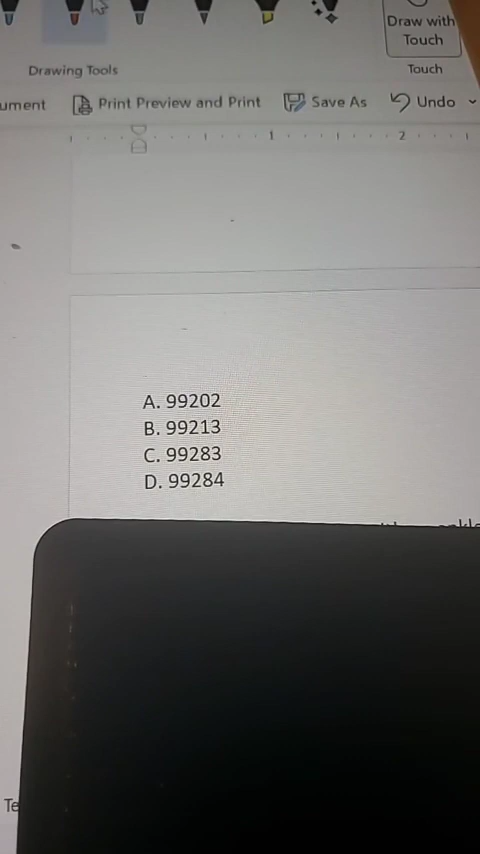 Draw with
Touch
Drawing Tools
Touch
ument
Print Preview and Print
Save As
Undo
1
2
A. 99202
B. 99213
C. 99283
D. 99284
Te